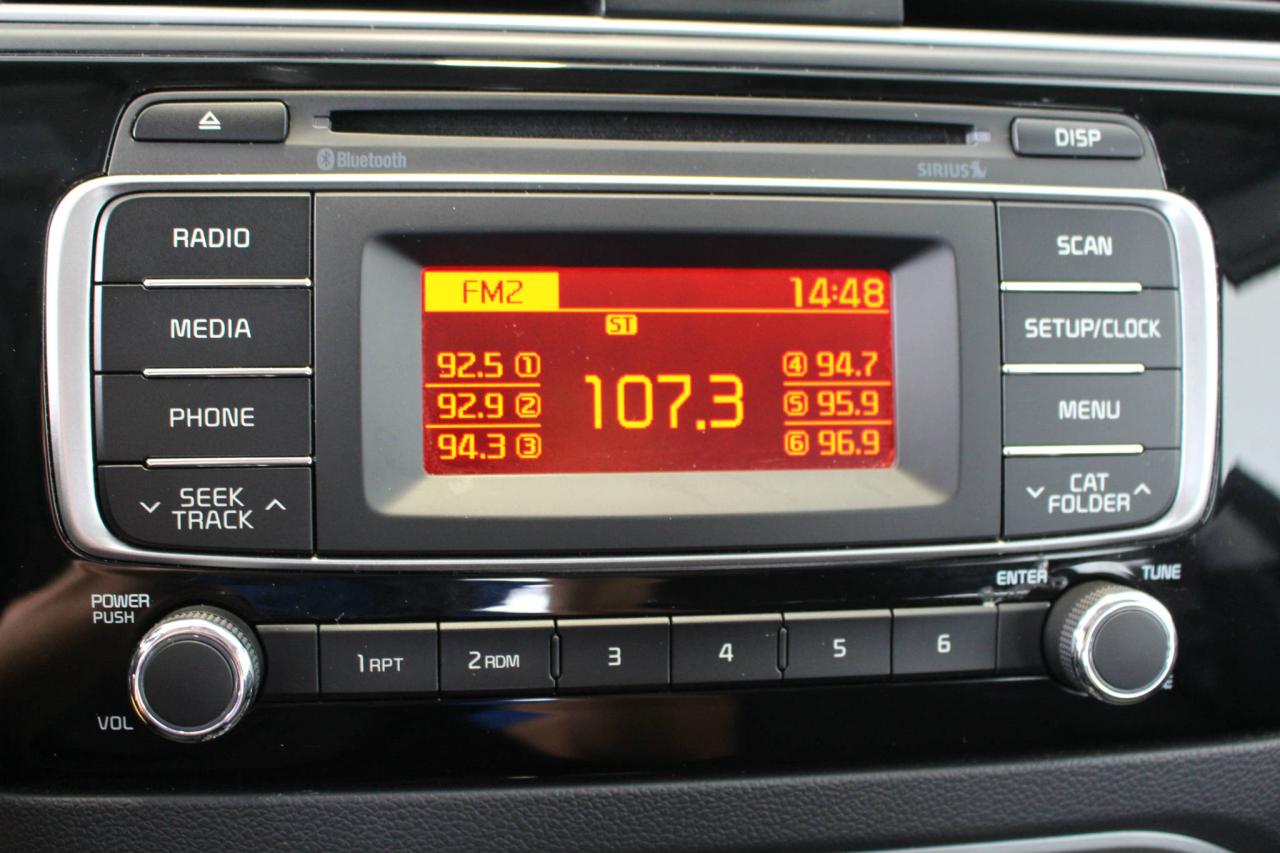 DISP
Bluetooth
SIRIUS
RADIO
MEDIA
PHONE
SEEK
TRACK
FM2 14:48
ST
92.5 1
92.9 2
94.3 3
107.3
4 94.7
5 95.9
6 96.9
SCAN
SETUP/CLOCK
MENU
CAT
FOLDER
POWER
PUSH
VOL
1 RPT
2 RDM
3
4
5
6
ENTER
TUNE